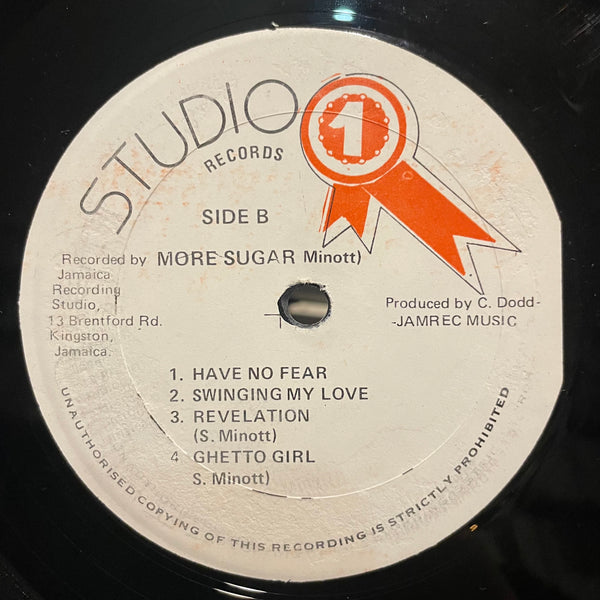 STUDIO 1
RECORDS
SIDE B
MORE SUGAR Minott)
Recorded by
Jamaica
Recording
Studio,
13 Brentford Rd.
Kingston,
Jamaica.
Produced by C. Dodd-
-JAMREC MUSIC
1. HAVE NO FEAR
2. SWINGING MY LOVE
3. REVELATION
(S. Minott)
4 GHETTO GIRL
S. Minott)
UNAUTHORISED COPYING OF THIS RECORDING IS STRICTLY PROHIBITED